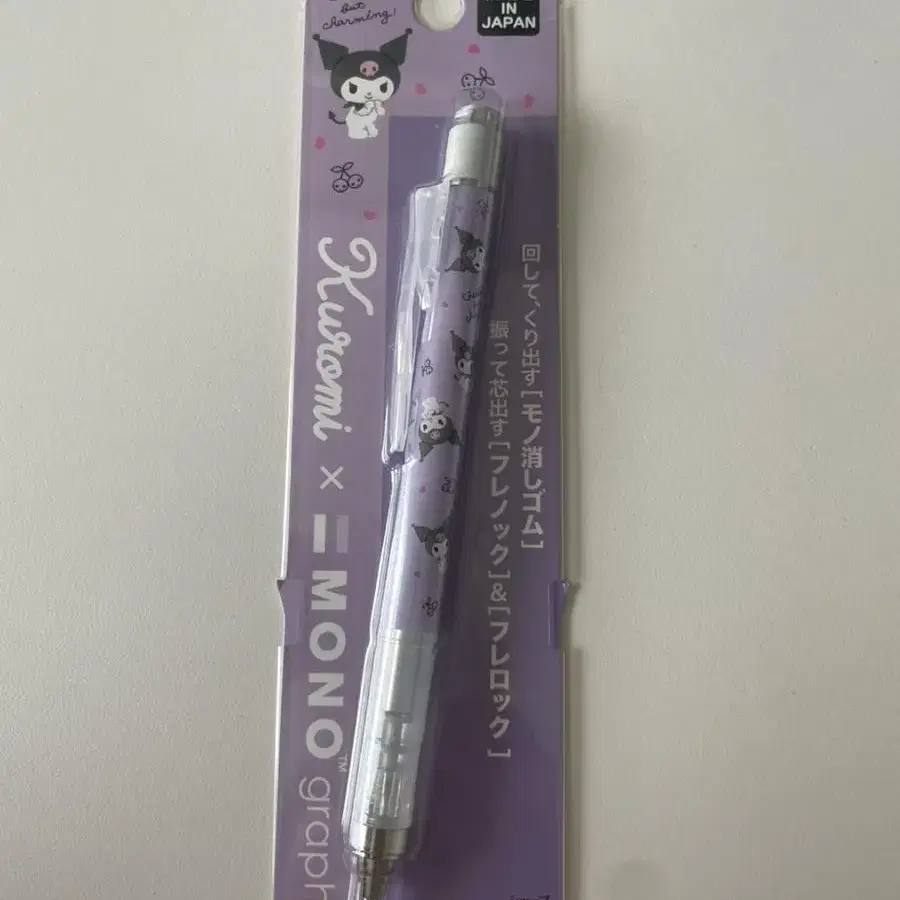 but
charming!
IN
JAPAN
Kuromi × MONO™ graph
回して、くり出す[モノ消しゴム]
振って芯出す[フレノック]&[フレロック]